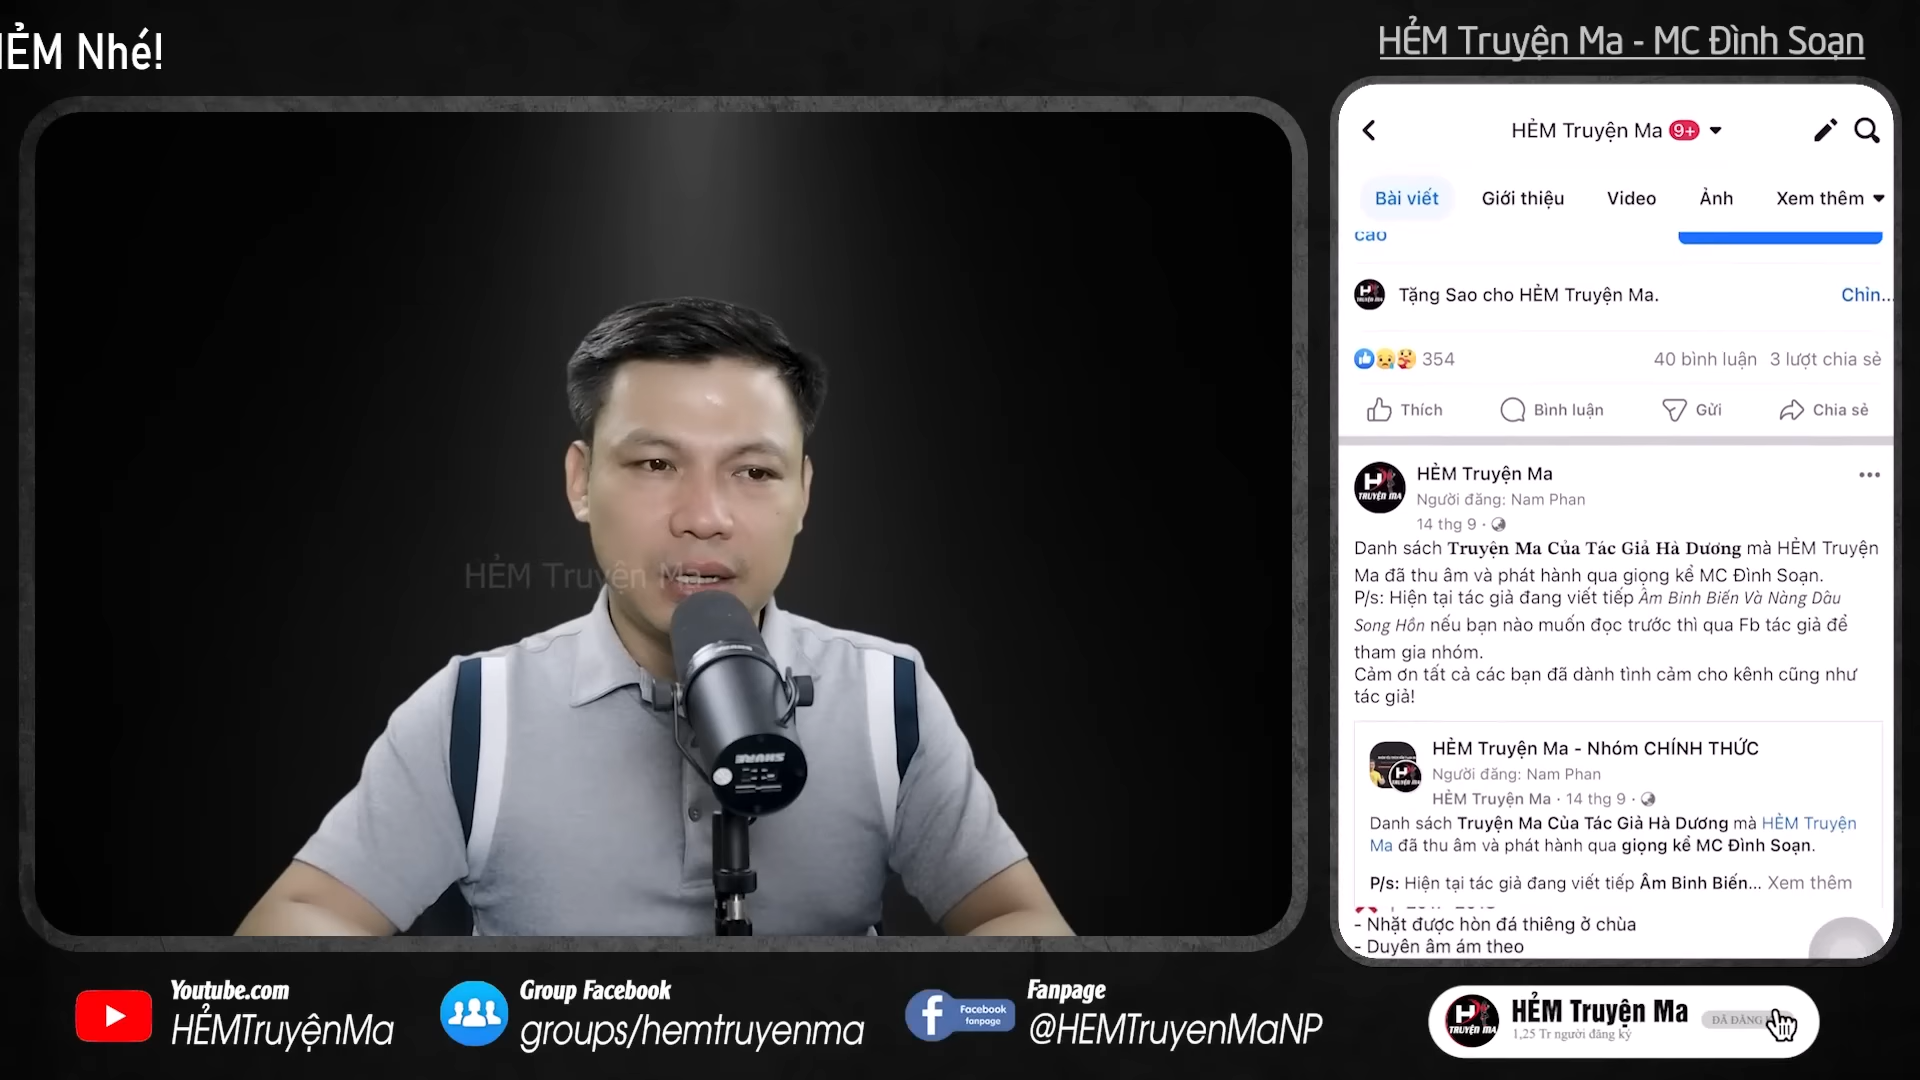 HẺM Nhé!
HẺM Truyện Ma - MC Đình Soạn
HẺM Truyện Ma 9+
Bài viết Giới thiệu Video Ảnh Xem thêm
cáo
Tặng Sao cho HẺM Truyện Ma. Chỉn...
354 40 bình luận 3 lượt chia sẻ
Thích Bình luận Gửi Chia sẻ
HẺM Truyện Ma
Người đăng: Nam Phan
14 thg 9
Danh sách Truyện Ma Của Tác Giả Hà Dương mà HẺM Truyện
Ma đã thu âm và phát hành qua giọng kể MC Đình Soạn.
P/s: Hiện tại tác giả đang viết tiếp Âm Binh Biến Và Nàng Dâu
Song Hồn nếu bạn nào muốn đọc trước thì qua Fb tác giả để
tham gia nhóm.
Cảm ơn tất cả các bạn đã dành tình cảm cho kênh cũng như
tác giả!
HẺM Truyện Ma - Nhóm CHÍNH THỨC
Người đăng: Nam Phan
HẺM Truyện Ma · 14 thg 9
Danh sách Truyện Ma Của Tác Giả Hà Dương mà HẺM Truyện
Ma đã thu âm và phát hành qua giọng kể MC Đình Soạn.
P/s: Hiện tại tác giả đang viết tiếp Âm Binh Biến... Xem thêm
- Nhặt được hòn đá thiêng ở chùa
- Duyên âm ám theo
HẺM Truyện Ma
SHURE
Youtube.com
HẺMTruyệnMa
Group Facebook
groups/hemtruyenma
Facebook
fanpage
Fanpage
@HEMTruyenMaNP
H
TRUYỆN MA
HẺM Truyện Ma
1,25 Tr người đăng ký
ĐÃ ĐĂNG